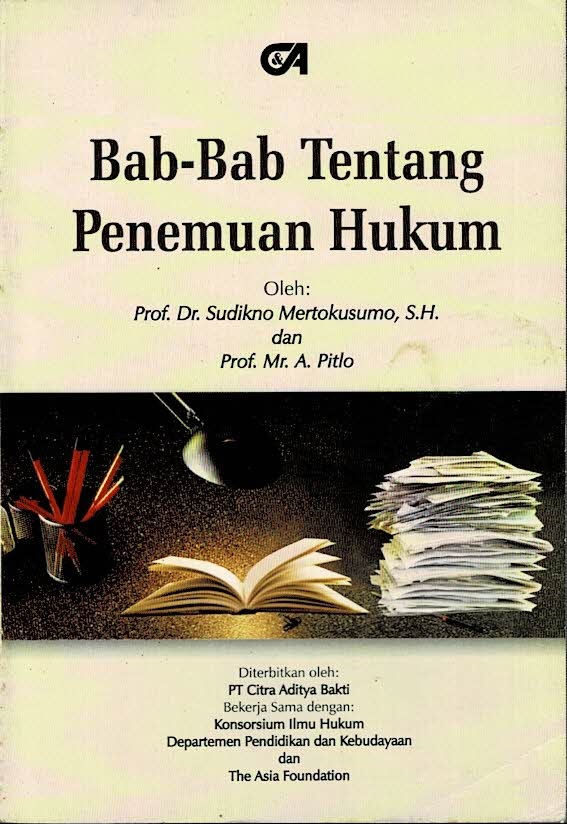 C&A
Bab-Bab Tentang
Penemuan Hukum
Oleh:
Prof. Dr. Sudikno Mertokusumo, S.H.
dan
Prof. Mr. A. Pitlo
Diterbitkan oleh:
PT Citra Aditya Bakti
Bekerja Sama dengan:
Konsorsium Ilmu Hukum
Departemen Pendidikan dan Kebudayaan
dan
The Asia Foundation